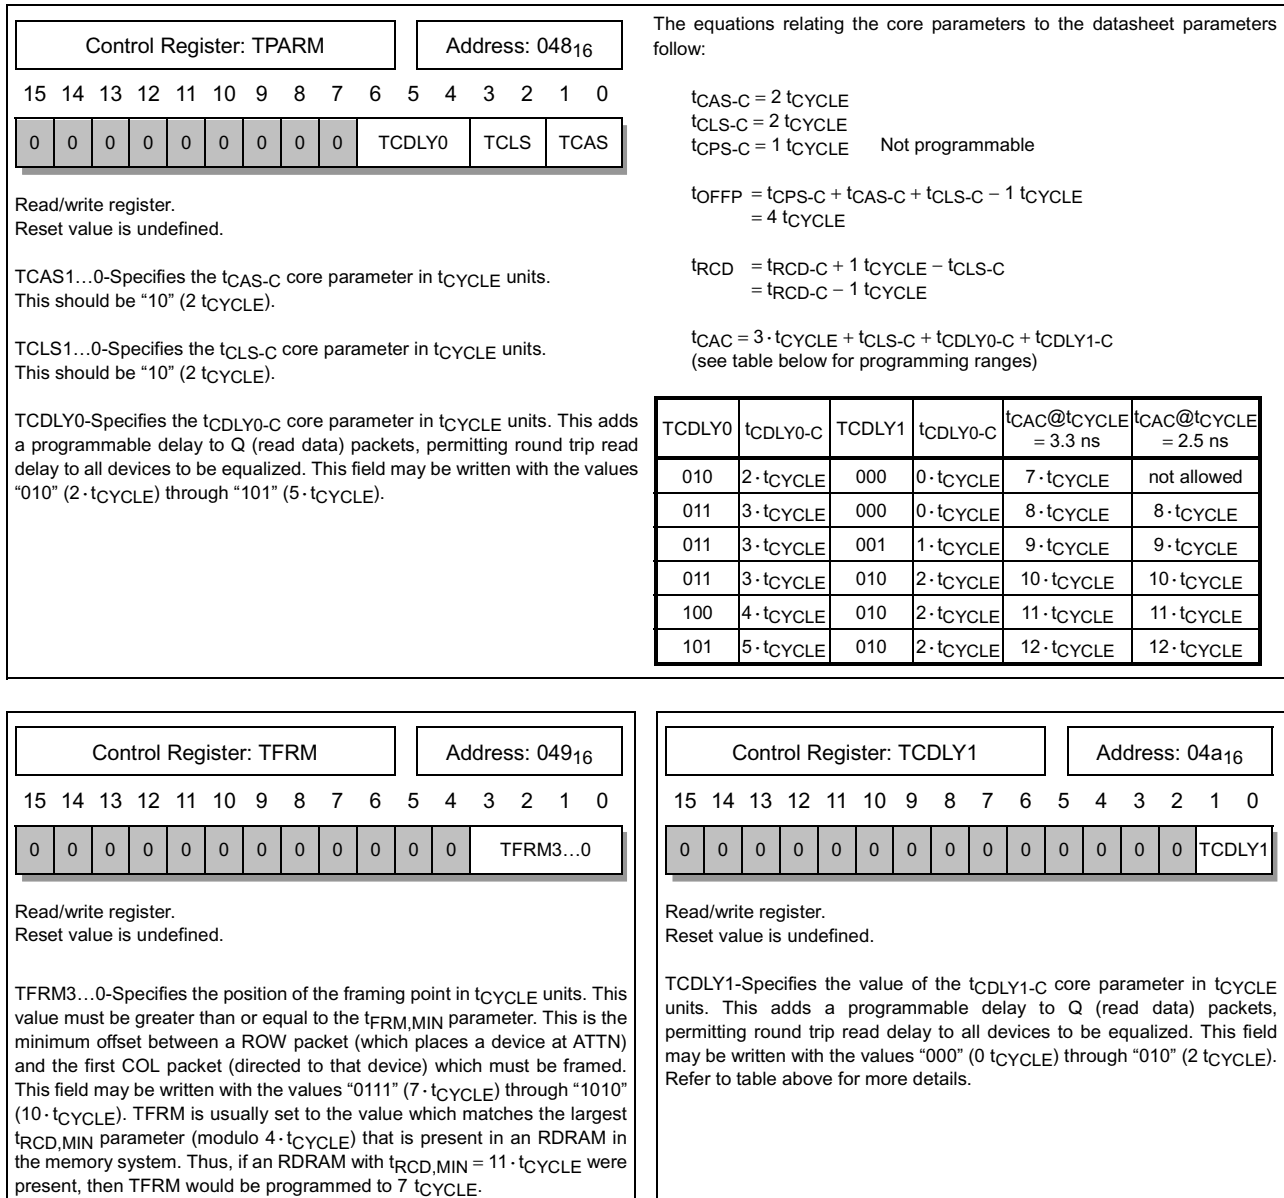 Control Register: TPARM
Address: 048₁₆
15 14 13 12 11 10 9 8 7 6 5 4 3 2 1 0
0 0 0 0 0 0 0 0 0 TCDLY0 TCLS TCAS
Read/write register.
Reset value is undefined.
TCAS1…0-Specifies the tCAS-C core parameter in tCYCLE units.
This should be “10” (2 tCYCLE).
TCLS1…0-Specifies the tCLS-C core parameter in tCYCLE units.
This should be “10” (2 tCYCLE).
TCDLY0-Specifies the tCDLY0-C core parameter in tCYCLE units. This adds
a programmable delay to Q (read data) packets, permitting round trip read
delay to all devices to be equalized. This field may be written with the values
“010” (2 · tCYCLE) through “101” (5 · tCYCLE).
The equations relating the core parameters to the datasheet parameters
follow:
tCAS-C = 2 tCYCLE
tCLS-C = 2 tCYCLE
tCPS-C = 1 tCYCLE Not programmable
tOFFP = tCPS-C + tCAS-C + tCLS-C − 1 tCYCLE
= 4 tCYCLE
tRCD = tRCD-C + 1 tCYCLE − tCLS-C
= tRCD-C − 1 tCYCLE
tCAC = 3 · tCYCLE + tCLS-C + tCDLY0-C + tCDLY1-C
(see table below for programming ranges)
TCDLY0 tCDLY0-C TCDLY1 tCDLY0-C tCAC@tCYCLE = 3.3 ns tCAC@tCYCLE = 2.5 ns
010 2 · tCYCLE 000 0 · tCYCLE 7 · tCYCLE not allowed
011 3 · tCYCLE 000 0 · tCYCLE 8 · tCYCLE 8 · tCYCLE
011 3 · tCYCLE 001 1 · tCYCLE 9 · tCYCLE 9 · tCYCLE
011 3 · tCYCLE 010 2 · tCYCLE 10 · tCYCLE 10 · tCYCLE
100 4 · tCYCLE 010 2 · tCYCLE 11 · tCYCLE 11 · tCYCLE
101 5 · tCYCLE 010 2 · tCYCLE 12 · tCYCLE 12 · tCYCLE
Control Register: TFRM
Address: 049₁₆
15 14 13 12 11 10 9 8 7 6 5 4 3 2 1 0
0 0 0 0 0 0 0 0 0 0 0 0 TFRM3…0
Read/write register.
Reset value is undefined.
TFRM3…0-Specifies the position of the framing point in tCYCLE units. This
value must be greater than or equal to the tFRM,MIN parameter. This is the
minimum offset between a ROW packet (which places a device at ATTN)
and the first COL packet (directed to that device) which must be framed.
This field may be written with the values “0111” (7 · tCYCLE) through “1010”
(10 · tCYCLE). TFRM is usually set to the value which matches the largest
tRCD,MIN parameter (modulo 4 · tCYCLE) that is present in an RDRAM in
the memory system. Thus, if an RDRAM with tRCD,MIN = 11 · tCYCLE were
present, then TFRM would be programmed to 7 tCYCLE.
Control Register: TCDLY1
Address: 04a₁₆
15 14 13 12 11 10 9 8 7 6 5 4 3 2 1 0
0 0 0 0 0 0 0 0 0 0 0 0 0 0 TCDLY1
Read/write register.
Reset value is undefined.
TCDLY1-Specifies the value of the tCDLY1-C core parameter in tCYCLE
units. This adds a programmable delay to Q (read data) packets,
permitting round trip read delay to all devices to be equalized. This field
may be written with the values “000” (0 tCYCLE) through “010” (2 tCYCLE).
Refer to table above for more details.